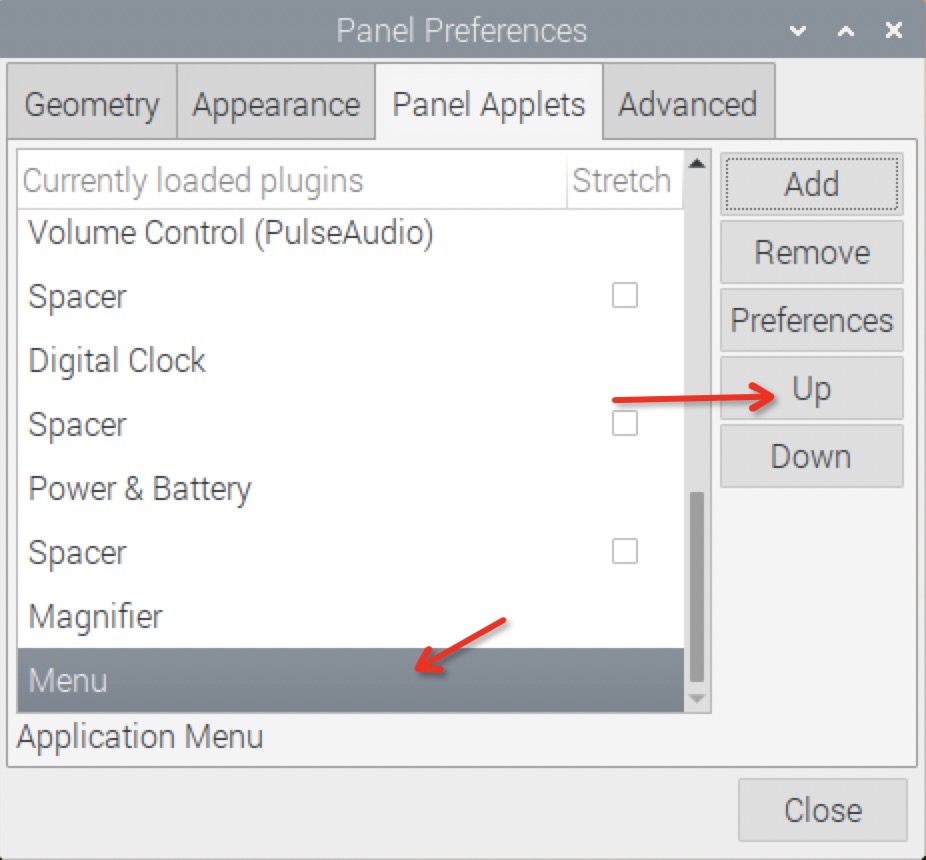 Panel Preferences
Geometry Appearance Panel Applets Advanced
Currently loaded plugins Stretch
Volume Control (PulseAudio)
Spacer
Digital Clock
Spacer
Power & Battery
Spacer
Magnifier
Menu
Application Menu
Add
Remove
Preferences
Up
Down
Close